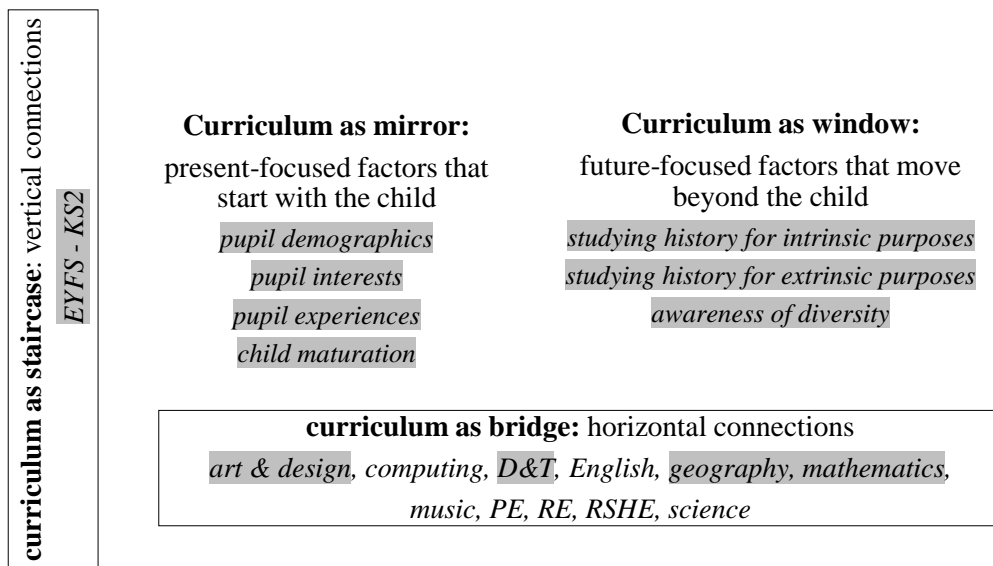 curriculum as staircase: vertical connections
EYFS - KS2
Curriculum as mirror:
present-focused factors that
start with the child
pupil demographics
pupil interests
pupil experiences
child maturation
Curriculum as window:
future-focused factors that move
beyond the child
studying history for intrinsic purposes
studying history for extrinsic purposes
awareness of diversity
curriculum as bridge: horizontal connections
art & design, computing, D&T, English, geography, mathematics,
music, PE, RE, RSHE, science